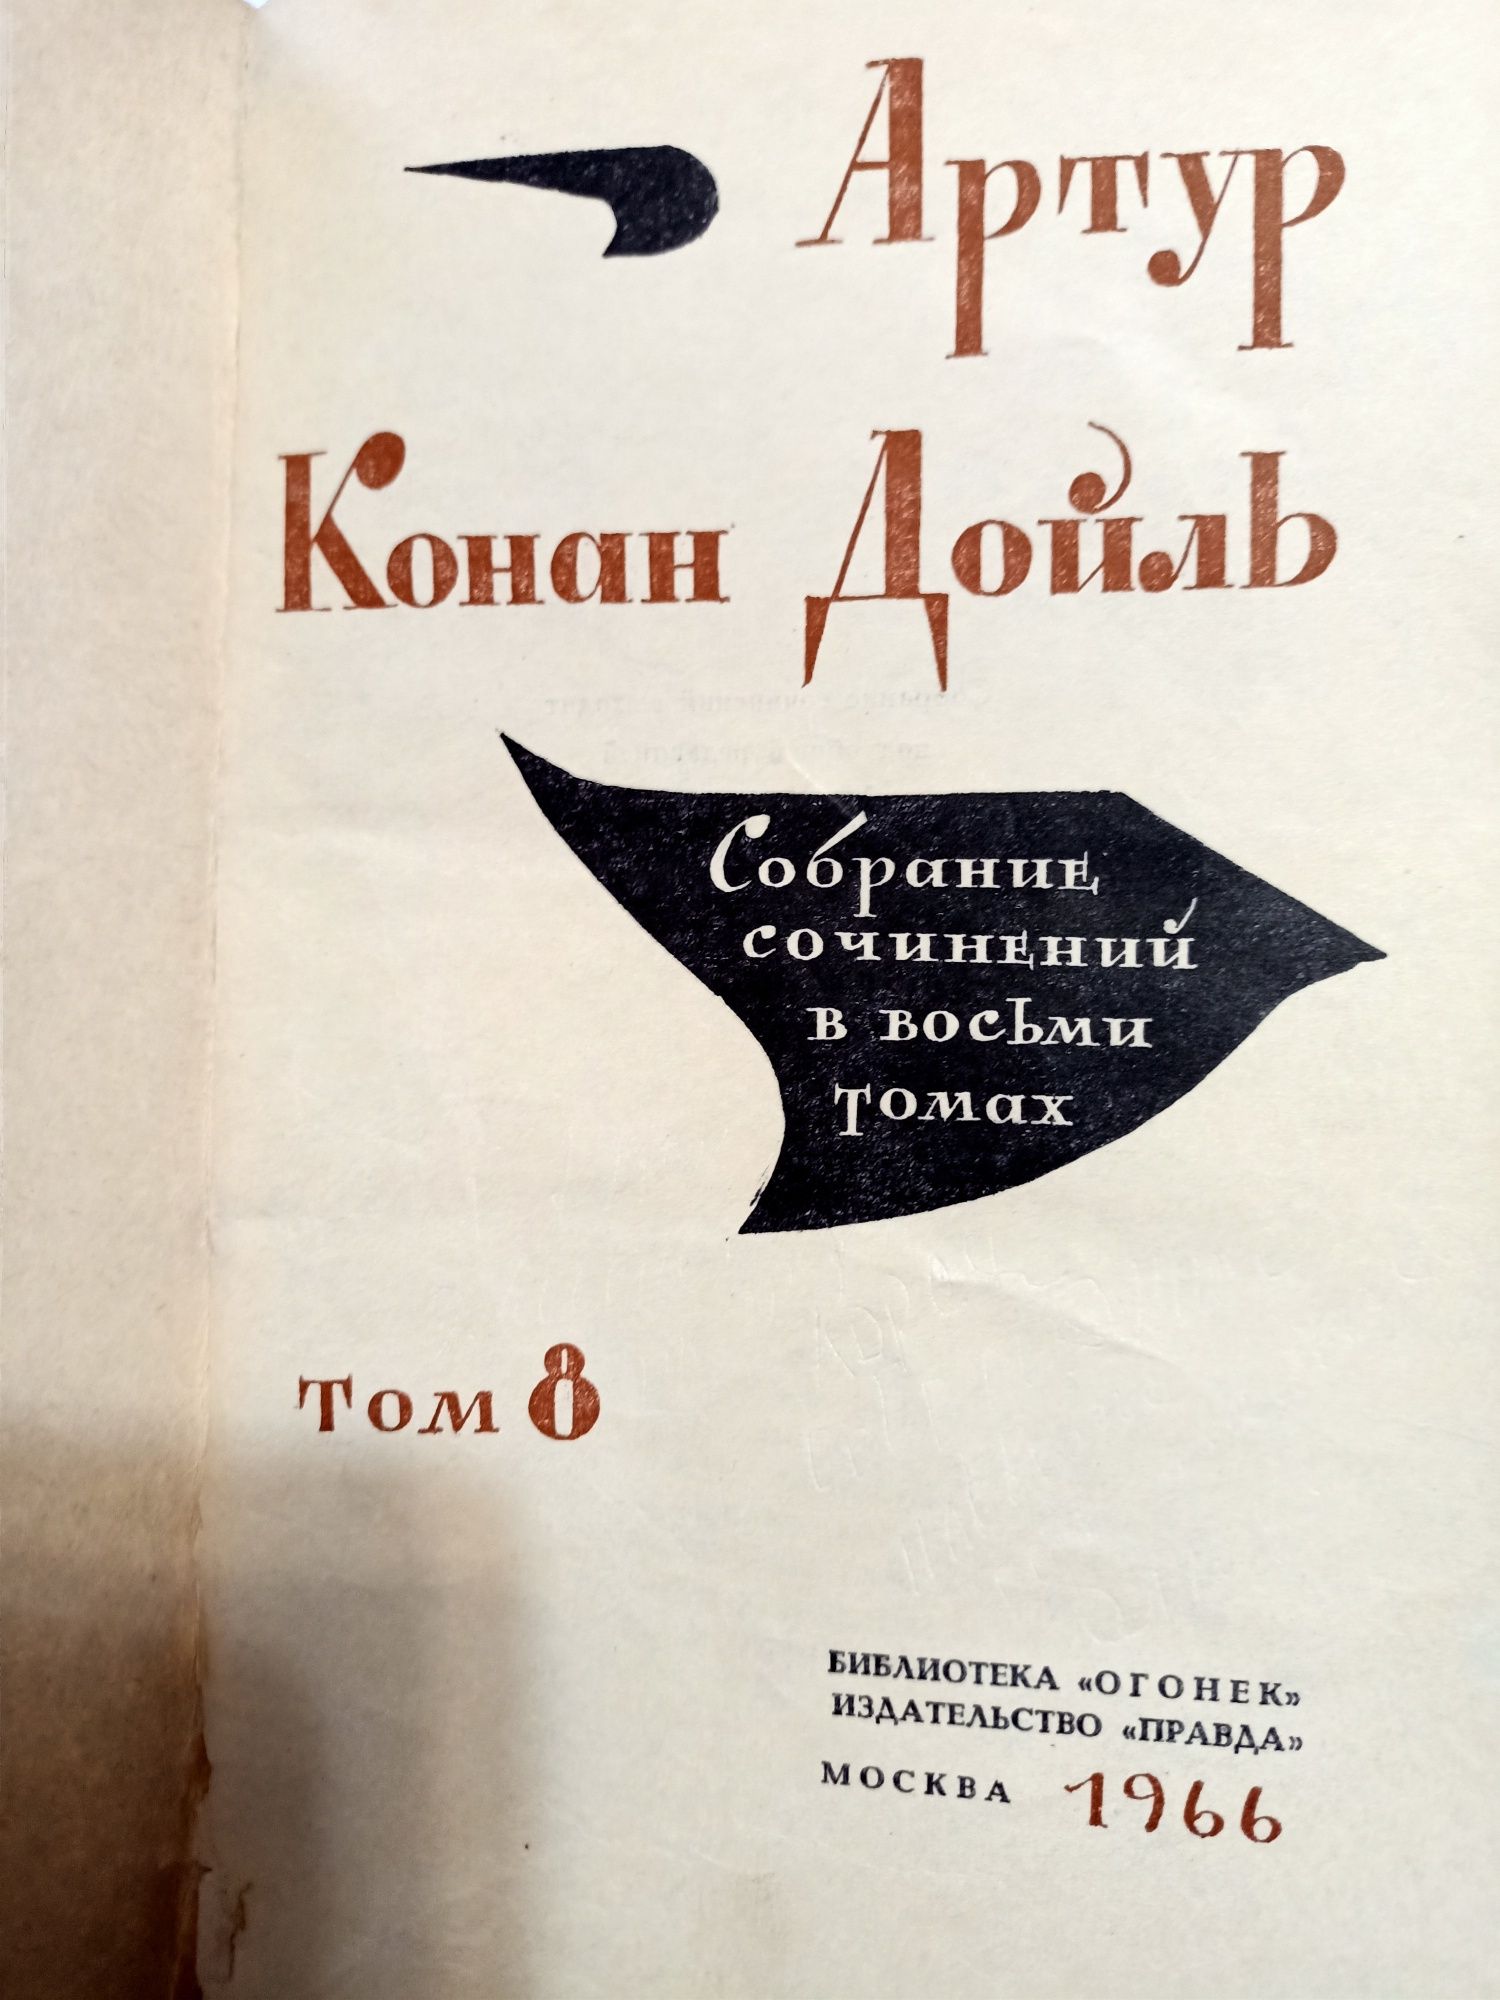 Артур
Конан Дойль
Собрание
сочинений
в восьми
томах
том 8
БИБЛИОТЕКА «ОГОНЕК»
ИЗДАТЕЛЬСТВО «ПРАВДА»
МОСКВА 1966